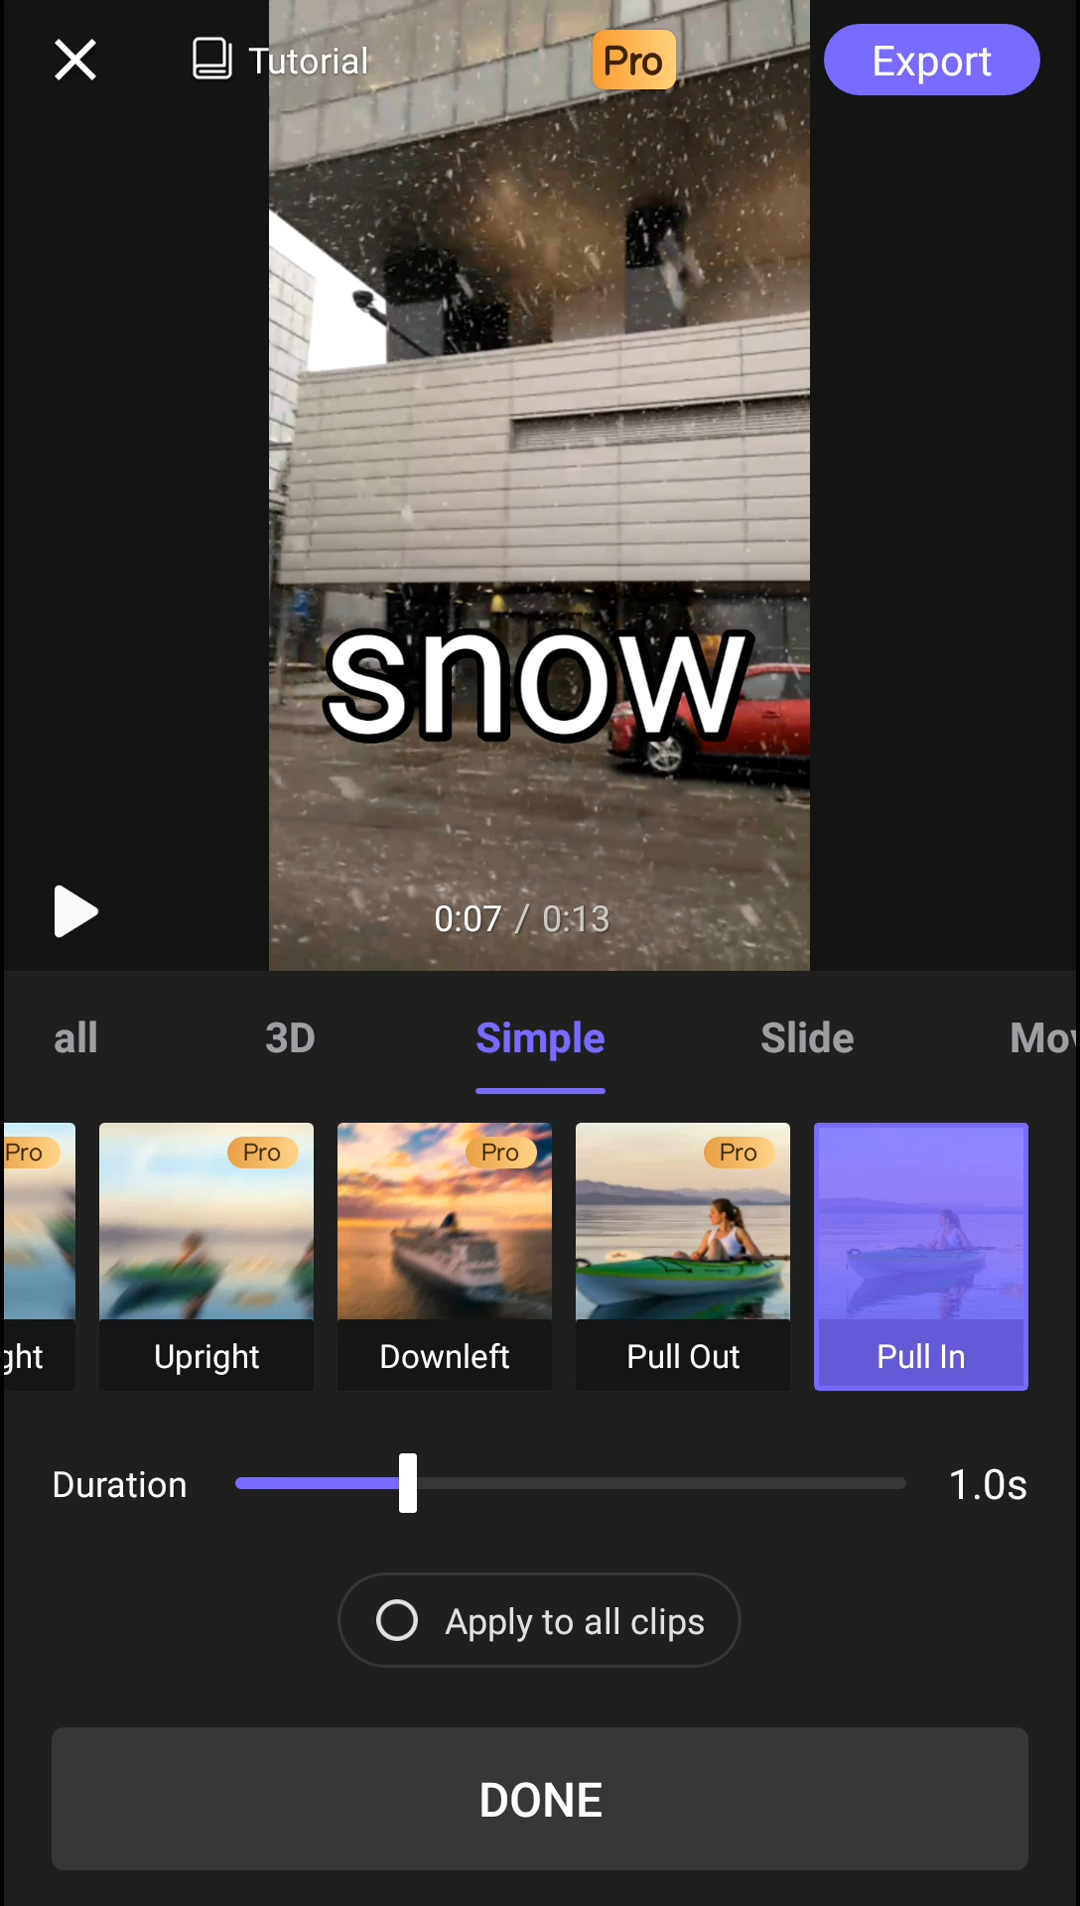 Tutorial
Pro
Export
snow
0:07 / 0:13
all
3D
Simple
Slide
Mov
Pro
Pro
Pro
Pro
ght
Upright
Downleft
Pull Out
Pull In
Duration
1.0s
Apply to all clips
DONE